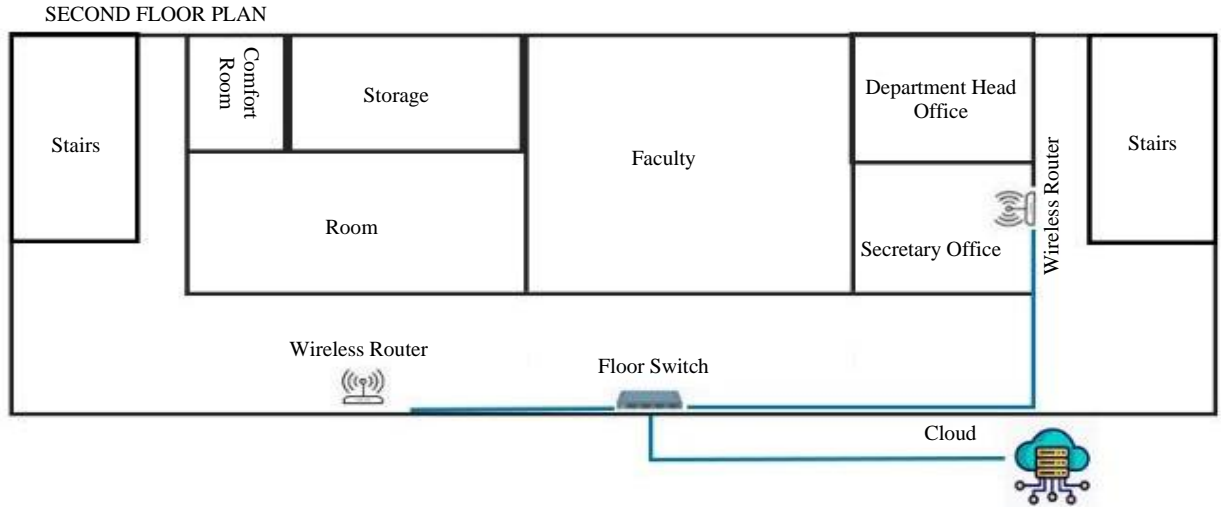 SECOND FLOOR PLAN
Stairs
Comfort
Room
Storage
Room
Faculty
Department Head
Office
Secretary Office
Wireless Router
Stairs
Wireless Router
Floor Switch
Cloud